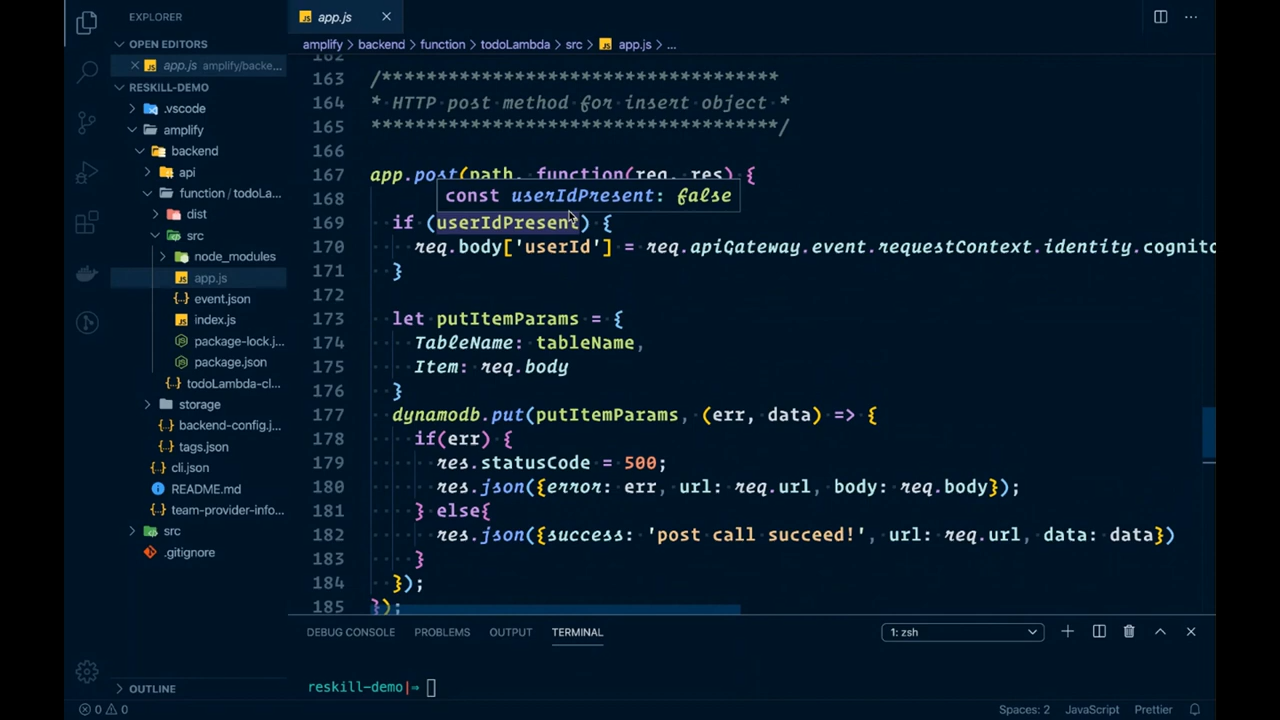 EXPLORER
OPEN EDITORS
app.js amplify/backe...
RESKILL-DEMO
.vscode
amplify
backend
api
function / todoLa...
dist
src
node_modules
app.js
event.json
index.js
package-lock.j...
package.json
todoLambda-cl...
storage
backend-config.j...
tags.json
cli.json
README.md
team-provider-info...
src
.gitignore
OUTLINE
0 0
JS app.js
amplify > backend > function > todoLambda > src > JS app.js > ...
162
163 /***********************************
164 * HTTP post method for insert object *
165 ************************************/
166
167 app.post(path, function(req, res) {
const userIdPresent: false
168
169 if (userIdPresent) {
170 req.body['userId'] = req.apiGateway.event.requestContext.identity.cognito
171 }
172
173 let putItemParams = {
174 TableName: tableName,
175 Item: req.body
176 }
177 dynamodb.put(putItemParams, (err, data) => {
178 if(err) {
179 res.statusCode = 500;
180 res.json({error: err, url: req.url, body: req.body});
181 } else{
182 res.json({success: 'post call succeed!', url: req.url, data: data})
183 }
184 });
185 });
DEBUG CONSOLE PROBLEMS OUTPUT TERMINAL 1: zsh
reskill-demo|⇒
Spaces: 2 JavaScript Prettier